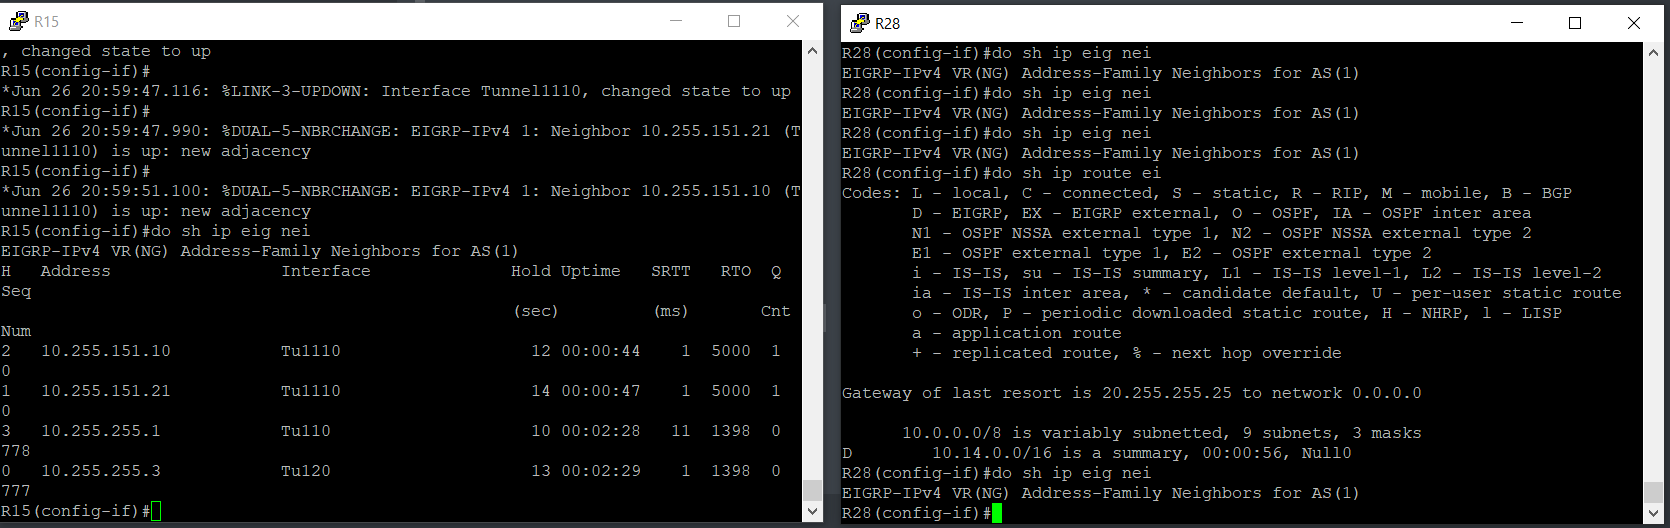 R15
, changed state to up
R15(config-if)#
*Jun 26 20:59:47.116: %LINK-3-UPDOWN: Interface Tunnel1110, changed state to up
R15(config-if)#
*Jun 26 20:59:47.990: %DUAL-5-NBRCHANGE: EIGRP-IPv4 1: Neighbor 10.255.151.21 (T
unnel1110) is up: new adjacency
R15(config-if)#
*Jun 26 20:59:51.100: %DUAL-5-NBRCHANGE: EIGRP-IPv4 1: Neighbor 10.255.151.10 (T
unnel1110) is up: new adjacency
R15(config-if)#do sh ip eig nei
EIGRP-IPv4 VR(NG) Address-Family Neighbors for AS(1)
H   Address                 Interface              Hold Uptime   SRTT   RTO  Q
Seq
                                                   (sec)         (ms)       Cnt
Num
2   10.255.151.10           Tu1110                   12 00:00:44    1  5000  1
0
1   10.255.151.21           Tu1110                   14 00:00:47    1  5000  1
0
3   10.255.255.1            Tu110                    10 00:02:28   11  1398  0
778
0   10.255.255.3            Tu120                    13 00:02:29    1  1398  0
777
R15(config-if)#
R28
R28(config-if)#do sh ip eig nei
EIGRP-IPv4 VR(NG) Address-Family Neighbors for AS(1)
R28(config-if)#do sh ip eig nei
EIGRP-IPv4 VR(NG) Address-Family Neighbors for AS(1)
R28(config-if)#do sh ip eig nei
EIGRP-IPv4 VR(NG) Address-Family Neighbors for AS(1)
R28(config-if)#do sh ip route ei
Codes: L - local, C - connected, S - static, R - RIP, M - mobile, B - BGP
       D - EIGRP, EX - EIGRP external, O - OSPF, IA - OSPF inter area
       N1 - OSPF NSSA external type 1, N2 - OSPF NSSA external type 2
       E1 - OSPF external type 1, E2 - OSPF external type 2
       i - IS-IS, su - IS-IS summary, L1 - IS-IS level-1, L2 - IS-IS level-2
       ia - IS-IS inter area, * - candidate default, U - per-user static route
       o - ODR, P - periodic downloaded static route, H - NHRP, l - LISP
       a - application route
       + - replicated route, % - next hop override
Gateway of last resort is 20.255.255.25 to network 0.0.0.0
      10.0.0.0/8 is variably subnetted, 9 subnets, 3 masks
D        10.14.0.0/16 is a summary, 00:00:56, Null0
R28(config-if)#do sh ip eig nei
EIGRP-IPv4 VR(NG) Address-Family Neighbors for AS(1)
R28(config-if)#